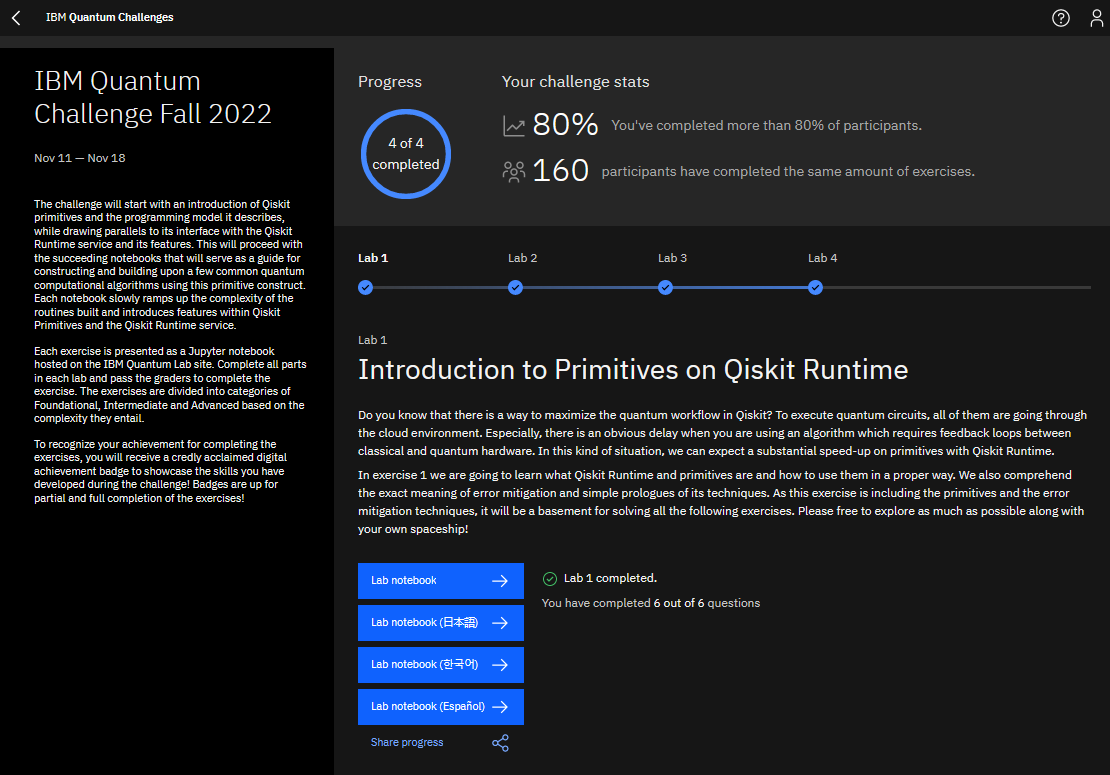 IBM Quantum Challenges
IBM Quantum
Challenge Fall 2022
Nov 11 — Nov 18
The challenge will start with an introduction of Qiskit
primitives and the programming model it describes,
while drawing parallels to its interface with the Qiskit
Runtime service and its features. This will proceed with
the succeeding notebooks that will serve as a guide for
constructing and building upon a few common quantum
computational algorithms using this primitive construct.
Each notebook slowly ramps up the complexity of the
routines built and introduces features within Qiskit
Primitives and the Qiskit Runtime service.
Each exercise is presented as a Jupyter notebook
hosted on the IBM Quantum Lab site. Complete all parts
in each lab and pass the graders to complete the
exercise. The exercises are divided into categories of
Foundational, Intermediate and Advanced based on the
complexity they entail.
To recognize your achievement for completing the
exercises, you will receive a credly acclaimed digital
achievement badge to showcase the skills you have
developed during the challenge! Badges are up for
partial and full completion of the exercises!
Progress
4 of 4
completed
Your challenge stats
80% You've completed more than 80% of participants.
160 participants have completed the same amount of exercises.
Lab 1 Lab 2 Lab 3 Lab 4
Lab 1
Introduction to Primitives on Qiskit Runtime
Do you know that there is a way to maximize the quantum workflow in Qiskit? To execute quantum circuits, all of them are going through
the cloud environment. Especially, there is an obvious delay when you are using an algorithm which requires feedback loops between
classical and quantum hardware. In this kind of situation, we can expect a substantial speed-up on primitives with Qiskit Runtime.
In exercise 1 we are going to learn what Qiskit Runtime and primitives are and how to use them in a proper way. We also comprehend
the exact meaning of error mitigation and simple prologues of its techniques. As this exercise is including the primitives and the error
mitigation techniques, it will be a basement for solving all the following exercises. Please free to explore as much as possible along with
your own spaceship!
Lab notebook
Lab notebook (日本語)
Lab notebook (한국어)
Lab notebook (Español)
Share progress
Lab 1 completed.
You have completed 6 out of 6 questions